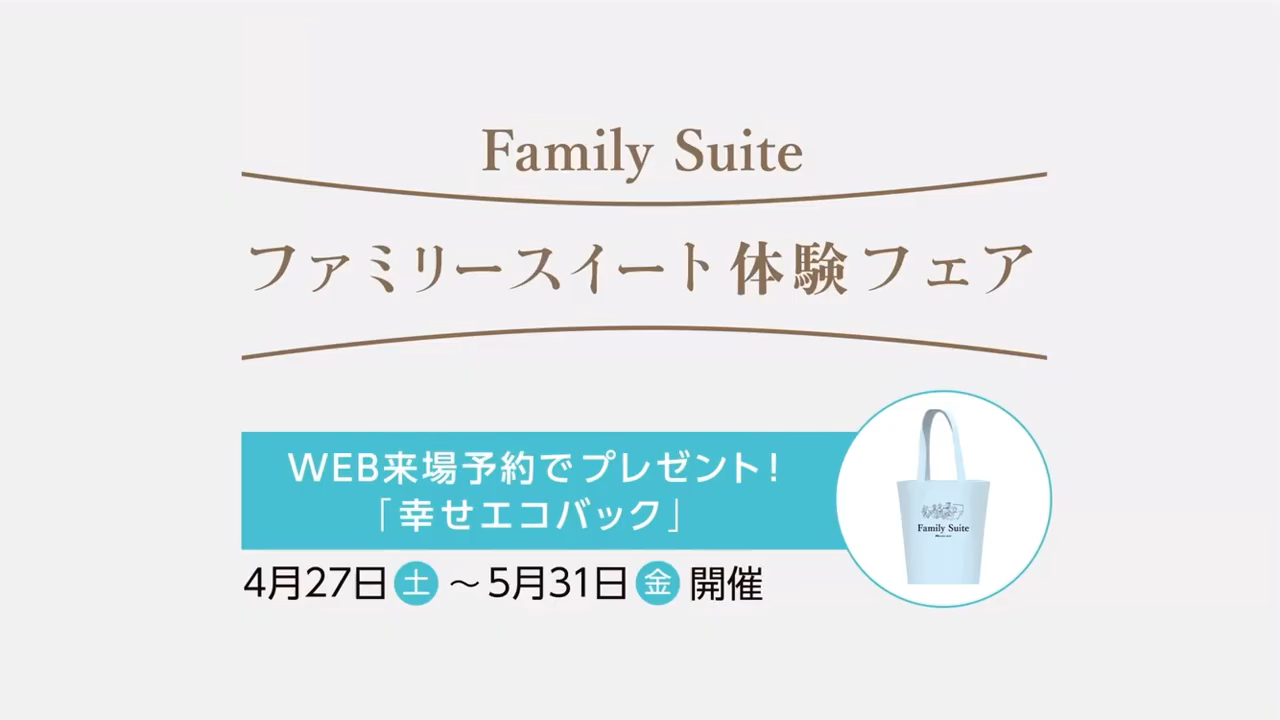 Family Suite
ファミリースイート体験フェア
WEB来場予約でプレゼント!
「幸せエコバック」
Family Suite
4月27日土~5月31日金開催